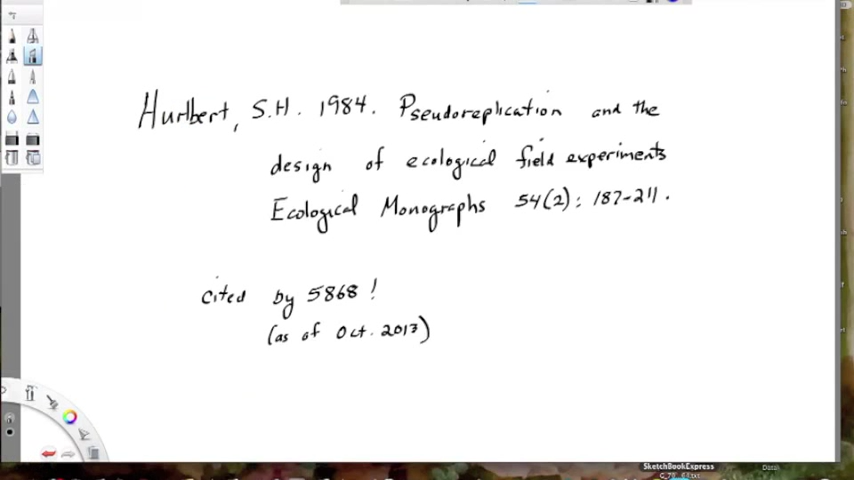 Hurlbert, S.H. 1984. Pseudoreplication and the
design of ecological field experiments
Ecological Monographs 54(2): 187-211.
cited by 5868!
(as of Oct. 2013)
SketchBookExpress